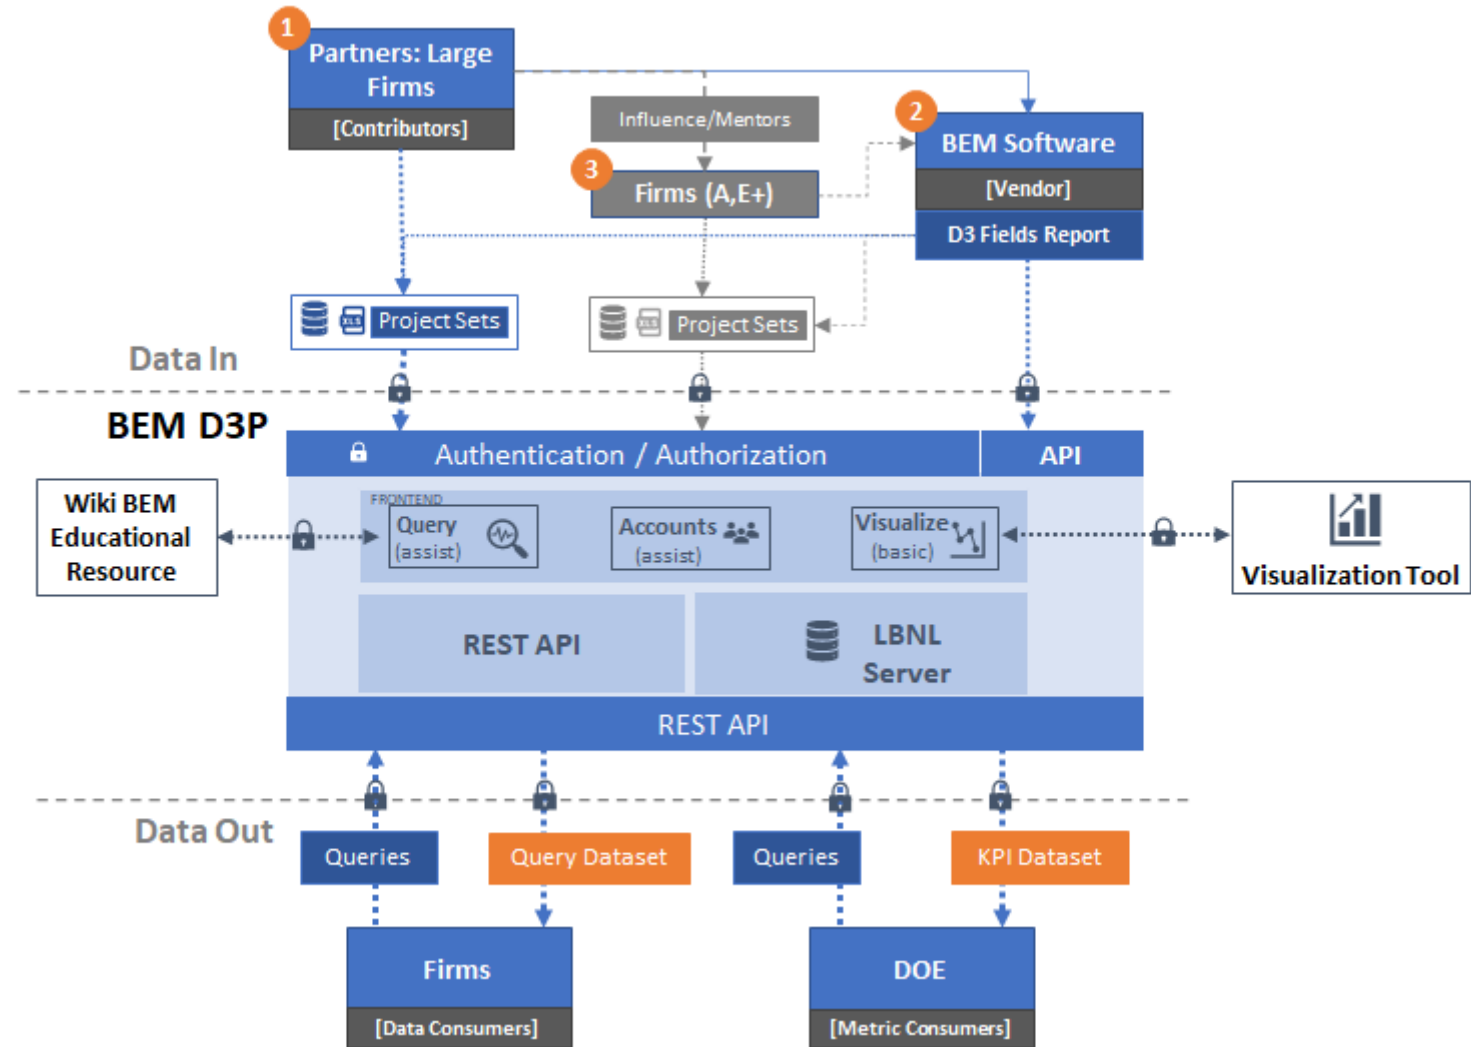 1
Partners: Large
Firms
[Contributors]
Influence/Mentors
3
Firms (A,E+)
2
BEM Software
[Vendor]
D3 Fields Report
XLS Project Sets
XLS Project Sets
Data In
BEM D3P
Authentication / Authorization
API
Wiki BEM
Educational
Resource
FRONTEND
Query
(assist)
Accounts
(assist)
Visualize
(basic)
Visualization Tool
REST API
LBNL
Server
REST API
Data Out
Queries
Query Dataset
Queries
KPI Dataset
Firms
[Data Consumers]
DOE
[Metric Consumers]